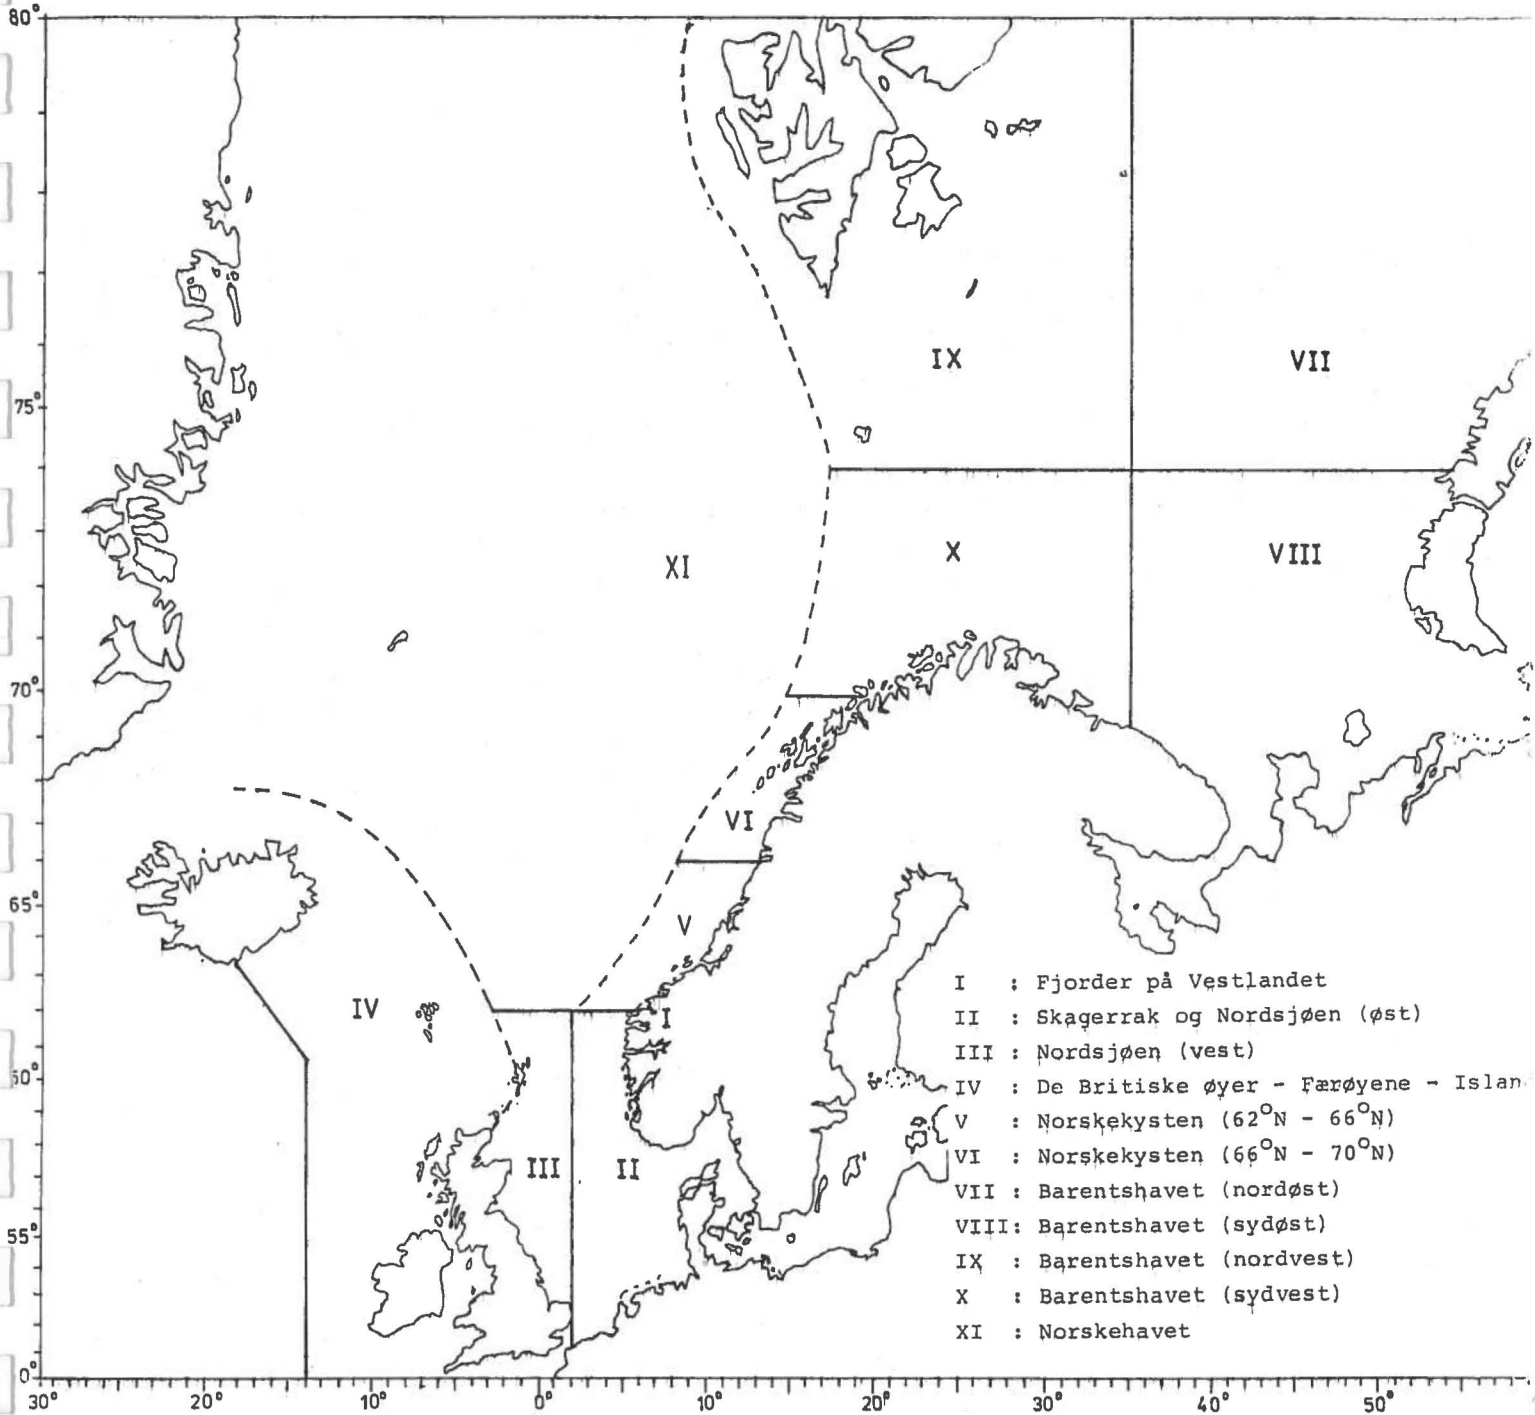 80°
IX
VII
75°
XI
X
VIII
70°
VI
65°
V
IV
I
60°
III
II
55°
0°
30°
20°
10°
0°
10°
20°
30°
40°
50°
I : Fjorder på Vestlandet
II : Skagerrak og Nordsjøen (øst)
III : Nordsjøen (vest)
IV : De Britiske øyer - Færøyene - Islan
V : Norskekysten (62°N - 66°N)
VI : Norskekysten (66°N - 70°N)
VII : Barentshavet (nordøst)
VIII: Barentshavet (sydøst)
IX : Barentshavet (nordvest)
X : Barentshavet (sydvest)
XI : Norskehavet